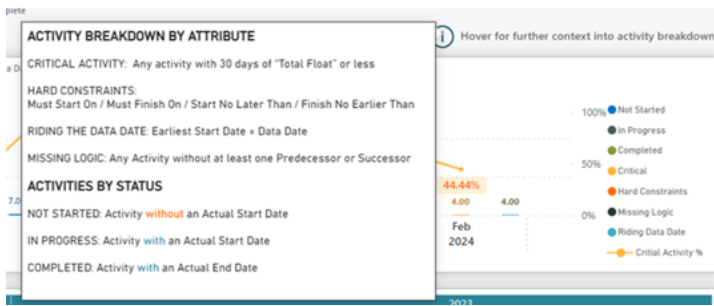 plete
ACTIVITY BREAKDOWN BY ATTRIBUTE
i Hover for further context into activity breakdown
CRITICAL ACTIVITY: Any activity with 30 days of "Total Float" or less
a D
HARD CONSTRAINTS:
Must Start On / Must Finish On / Start No Later Than / Finish No Earlier Than
RIDING THE DATA DATE: Earliest Start Date = Data Date
MISSING LOGIC: Any Activity without at least one Predecessor or Successor
ACTIVITIES BY STATUS
7.0
NOT STARTED: Activity without an Actual Start Date
IN PROGRESS: Activity with an Actual Start Date
COMPLETED: Activity with an Actual End Date
44.44%
4.00 4.00
Feb
2024
100%
50%
0%
Not Started
In Progress
Completed
Critical
Hard Constraints
Missing Logic
Riding Data Date
Critial Activity %
2023